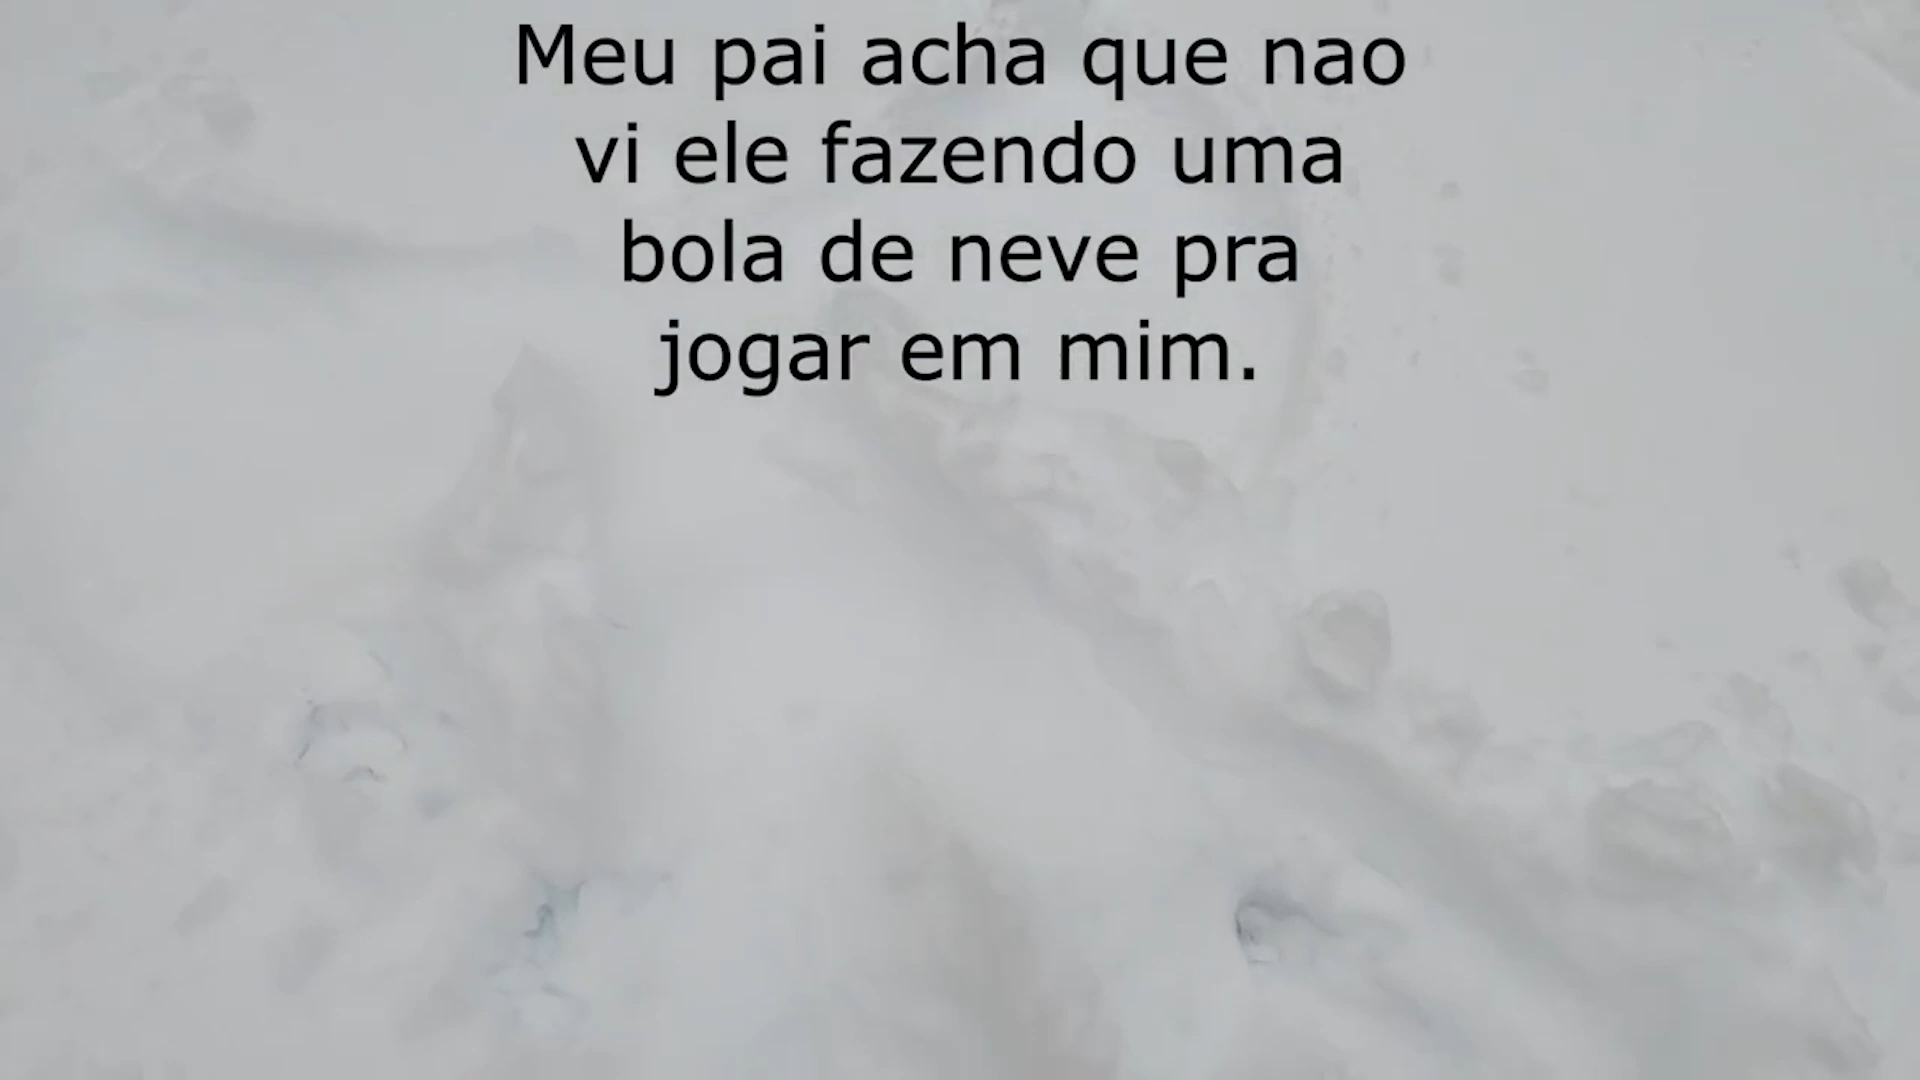 Meu pai acha que nao
vi ele fazendo uma
bola de neve pra
jogar em mim.